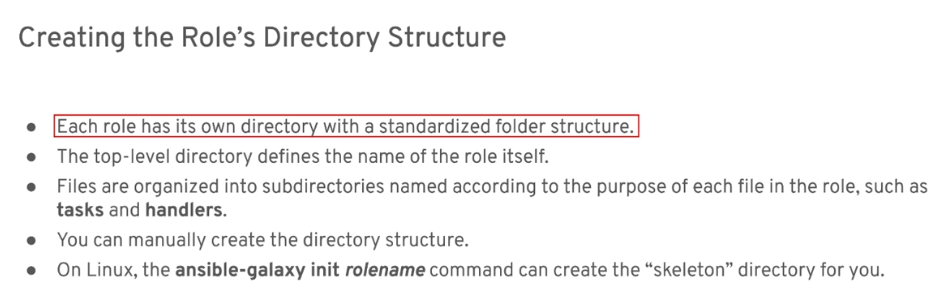 Creating the Role’s Directory Structure
● Each role has its own directory with a standardized folder structure.
● The top-level directory defines the name of the role itself.
● Files are organized into subdirectories named according to the purpose of each file in the role, such as
tasks and handlers.
● You can manually create the directory structure.
● On Linux, the ansible-galaxy init rolename command can create the “skeleton” directory for you.